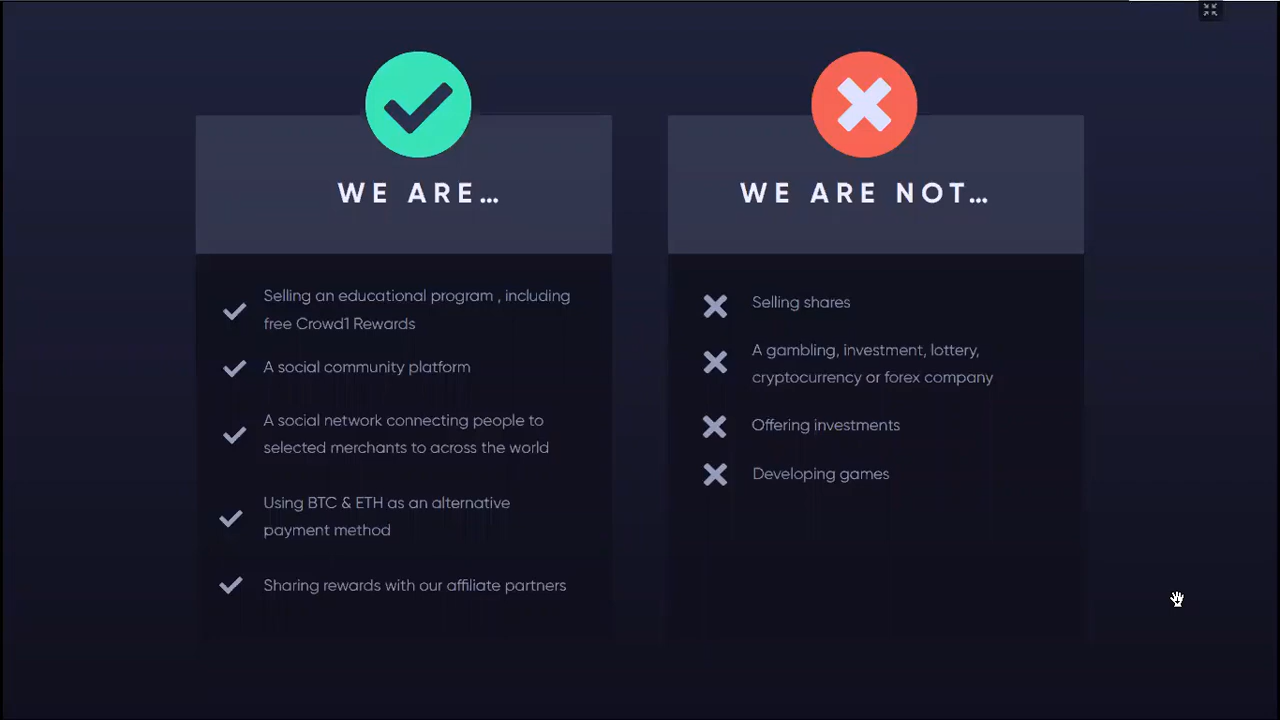 WE ARE…
Selling an educational program , including
free Crowd1 Rewards
A social community platform
A social network connecting people to
selected merchants to across the world
Using BTC & ETH as an alternative
payment method
Sharing rewards with our affiliate partners
WE ARE NOT…
Selling shares
A gambling, investment, lottery,
cryptocurrency or forex company
Offering investments
Developing games